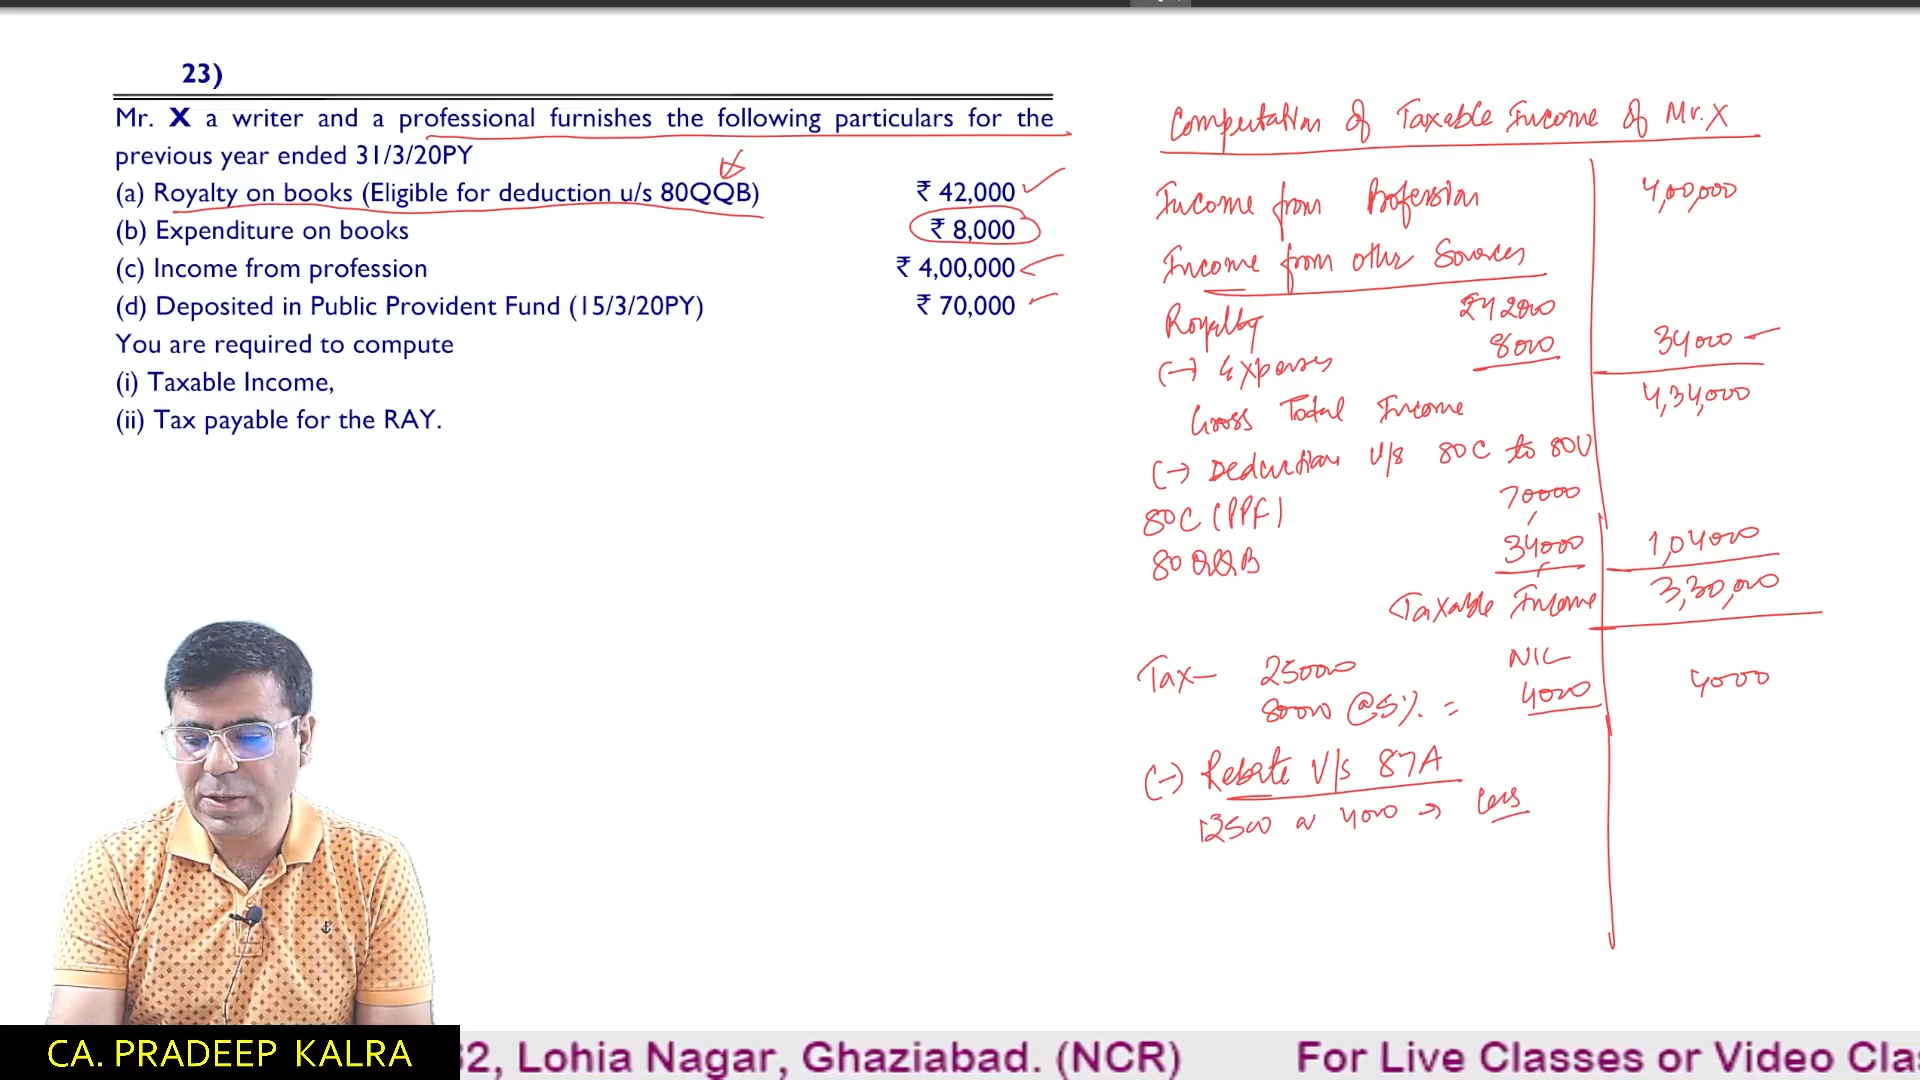 23)
Mr. X a writer and a professional furnishes the following particulars for the
previous year ended 31/3/20PY
(a) Royalty on books (Eligible for deduction u/s 80QQB) ₹ 42,000
(b) Expenditure on books ₹ 8,000
(c) Income from profession ₹ 4,00,000
(d) Deposited in Public Provident Fund (15/3/20PY) ₹ 70,000
You are required to compute
(i) Taxable Income,
(ii) Tax payable for the RAY.
Computation of Taxable Income of Mr. X
Income from Profession 4,00,000
Income from other Sources
Royalty 42000
(-) Expenses 8000 34000
Gross Total Income 4,34,000
(-) Deductions U/s 80C to 80U
80C (PPF) 70000
80QQB 34000 1,04000
Taxable Income 3,30,000
Tax- 250000 NIL
80000 @5% = 4000 4000
(-) Rebate U/s 87A
12500 or 4000 → Less
CA. PRADEEP KALRA
62, Lohia Nagar, Ghaziabad. (NCR) For Live Classes or Video Clas